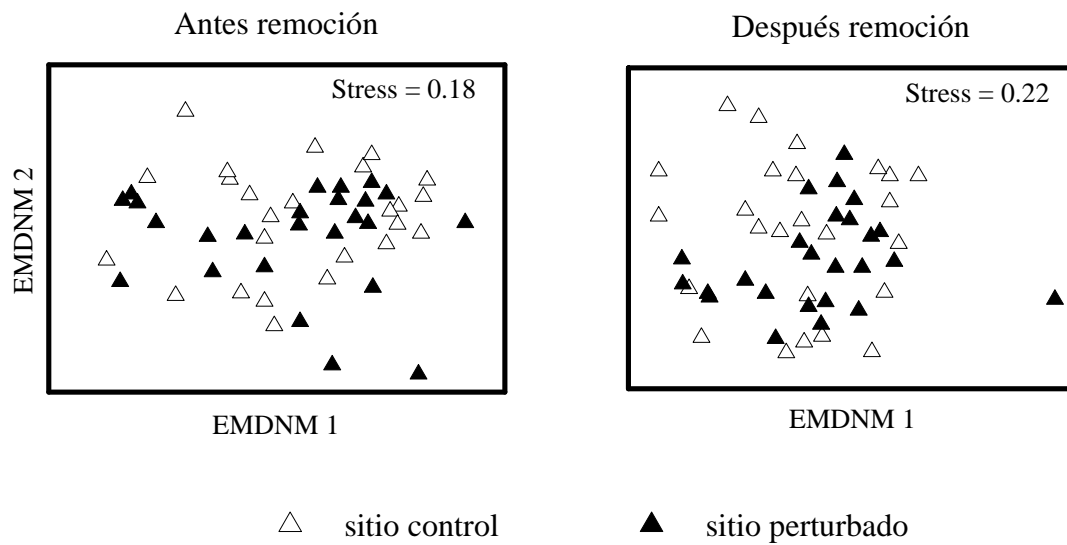 Antes remoción
Después remoción
Stress = 0.18
Stress = 0.22
EMDNM 2
EMDNM 1
EMDNM 1
sitio control
sitio perturbado